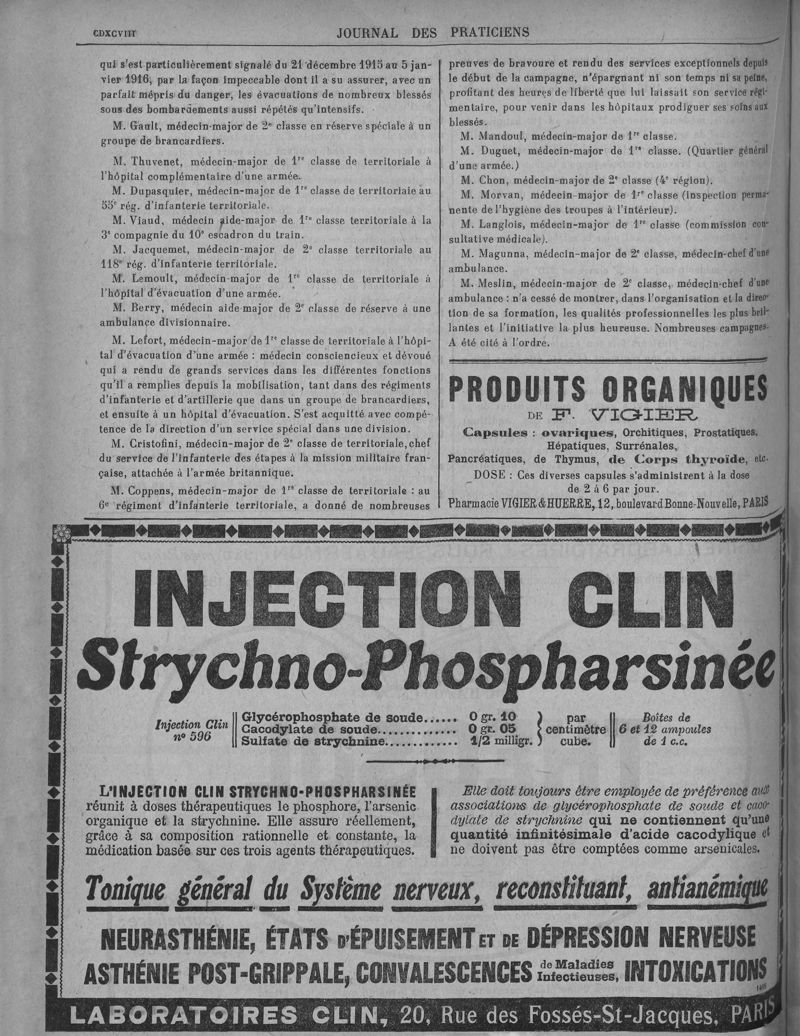 CDXCVIII
JOURNAL DES PRATICIENS
qui s'est particulièrement signalé du 21 décembre 1915 au 5 jan-
vier 1916, par la façon impeccable dont il a su assurer, avec un
parfait mépris du danger, les évacuations de nombreux blessés
sous des bombardements aussi répétés qu'intensifs.
M. Gault, médecin-major de 2e classe en réserve spéciale à un
groupe de brancardiers.
M. Thuvenet, médecin-major de 1re classe de territoriale à
l'hôpital complémentaire d'une armée.
M. Dupasquier, médecin-major de 1re classe de territoriale au
55e rég. d'infanterie territoriale.
M. Viaud, médecin aide-major de 1re classe territoriale à la
3e compagnie du 10e escadron du train.
M. Jacquemet, médecin-major de 2e classe territoriale au
118e rég. d'infanterie territoriale.
M. Lemoult, médecin-major de 1re classe de territoriale à
l'hôpital d'évacuation d'une armée.
M. Berry, médecin aide major de 2e classe de réserve à une
ambulance divisionnaire.
M. Lefort, médecin-major de 1re classe de territoriale à l'hôpi-
tal d'évacuation d'une armée : médecin consciencieux et dévoué
qui a rendu de grands services dans les différentes fonctions
qu'il a remplies depuis la mobilisation, tant dans des régiments
d'infanterie et d'artillerie que dans un groupe de brancardiers,
et ensuite à un hôpital d'évacuation. S'est acquitté avec compé-
tence de la direction d'un service spécial dans une division.
M. Cristofini, médecin-major de 2e classe de territoriale, chef
du service de l'infanterie des étapes à la mission militaire fran-
çaise, attachée à l'armée britannique.
M. Coppens, médecin-major de 1re classe de territoriale : au
6e régiment d'infanterie territoriale, a donné de nombreuses
preuves de bravoure et rendu des services exceptionnels depuis
le début de la campagne, n'épargnant ni son temps ni sa peine,
profitant des heures de liberté que lui laissait son service régi-
mentaire, pour venir dans les hôpitaux prodiguer ses soins aux
blessés.
M. Mandoul, médecin-major de 1re classe.
M. Duguet, médecin-major de 1re classe. (Quartier général
d'une armée.)
M. Chon, médecin-major de 2e classe (4e région).
M. Morvan, médecin major de 1re classe (inspection perma-
nente de l'hygiène des troupes à l'intérieur).
M. Langlois, médecin-major de 1re classe (commission con-
sultative médicale).
M. Magunna, médecin-major de 2e classe, médecin-chef d'une
ambulance.
M. Meslin, médecin-major de 2e classe, médecin-chef d'une
ambulance : n'a cessé de montrer, dans l'organisation et la direc-
tion de sa formation, les qualités professionnelles les plus bril-
lantes et l'initiative la plus heureuse. Nombreuses campagnes.
A été cité à l'ordre.
PRODUITS ORGANIQUES
DE F. VIGIER
Capsules : ovariques, Orchitiques, Prostatiques,
Hépatiques, Surrénales,
Pancréatiques, de Thymus, de Corps thyroïde, etc.
DOSE : Ces diverses capsules s'administrent à la dose
de 2 à 6 par jour.
Pharmacie VIGIER & HUERRE, 12, boulevard Bonne-Nouvelle, PARIS
INJECTION CLIN
Strychno-Phospharsinée
Injection Clin
n° 596
Glycérophosphate de soude...... 0 gr. 10
Cacodylate de soude.............. 0 gr. 05
Sulfate de strychnine............. 1/2 milligr.
par
centimètre
cube.
Boîtes de
6 et 12 ampoules
de 1 c.c.
L'INJECTION CLIN STRYCHNO-PHOSPHARSINÉE
réunit à doses thérapeutiques le phosphore, l'arsenic
organique et la strychnine. Elle assure réellement,
grâce à sa composition rationnelle et constante, la
médication basée sur ces trois agents thérapeutiques.
Elle doit toujours être employée de préférence aux
associations de glycérophosphate de soude et caco-
dylate de strychnine qui ne contiennent qu'une
quantité infinitésimale d'acide cacodylique et
ne doivent pas être comptées comme arsenicales.
Tonique général du Système nerveux, reconstituant, antianémique
NEURASTHÉNIE, ÉTATS D'ÉPUISEMENT ET DE DÉPRESSION NERVEUSE
ASTHÉNIE POST-GRIPPALE, CONVALESCENCES de Maladies Infectieuses, INTOXICATIONS
LABORATOIRES CLIN, 20, Rue des Fossés-St-Jacques, PARIS